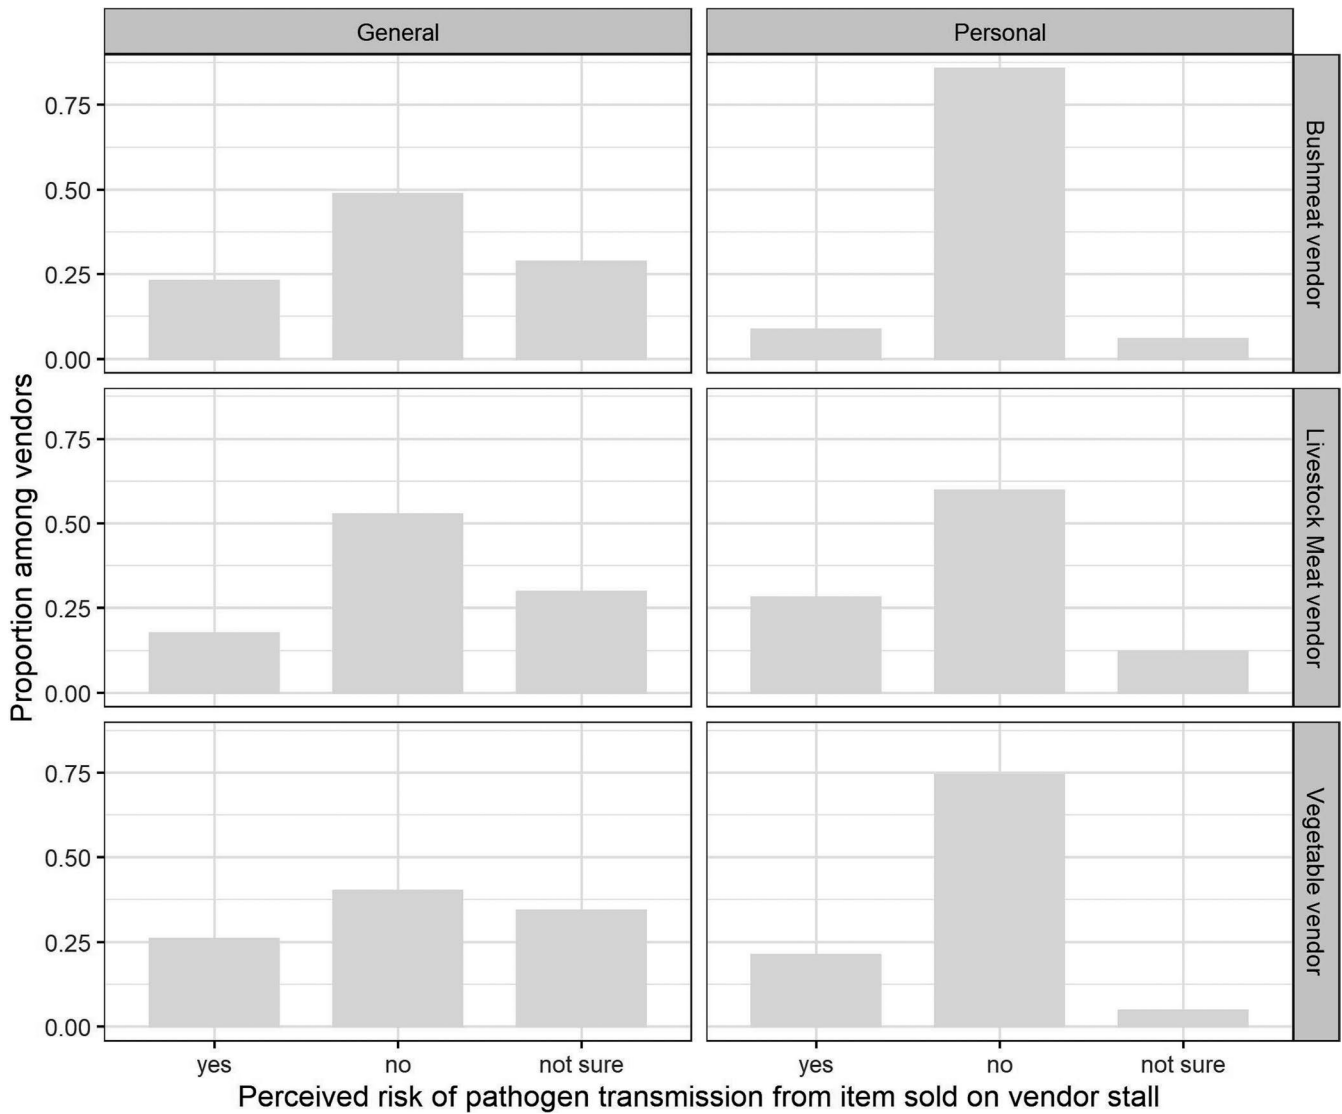 General
Personal
0.75
0.50
0.25
0.00
Bushmeat vendor
0.75
0.50
0.25
0.00
Livestock Meat vendor
0.75
0.50
0.25
0.00
Vegetable vendor
Proportion among vendors
yes
no
not sure
yes
no
not sure
Perceived risk of pathogen transmission from item sold on vendor stall